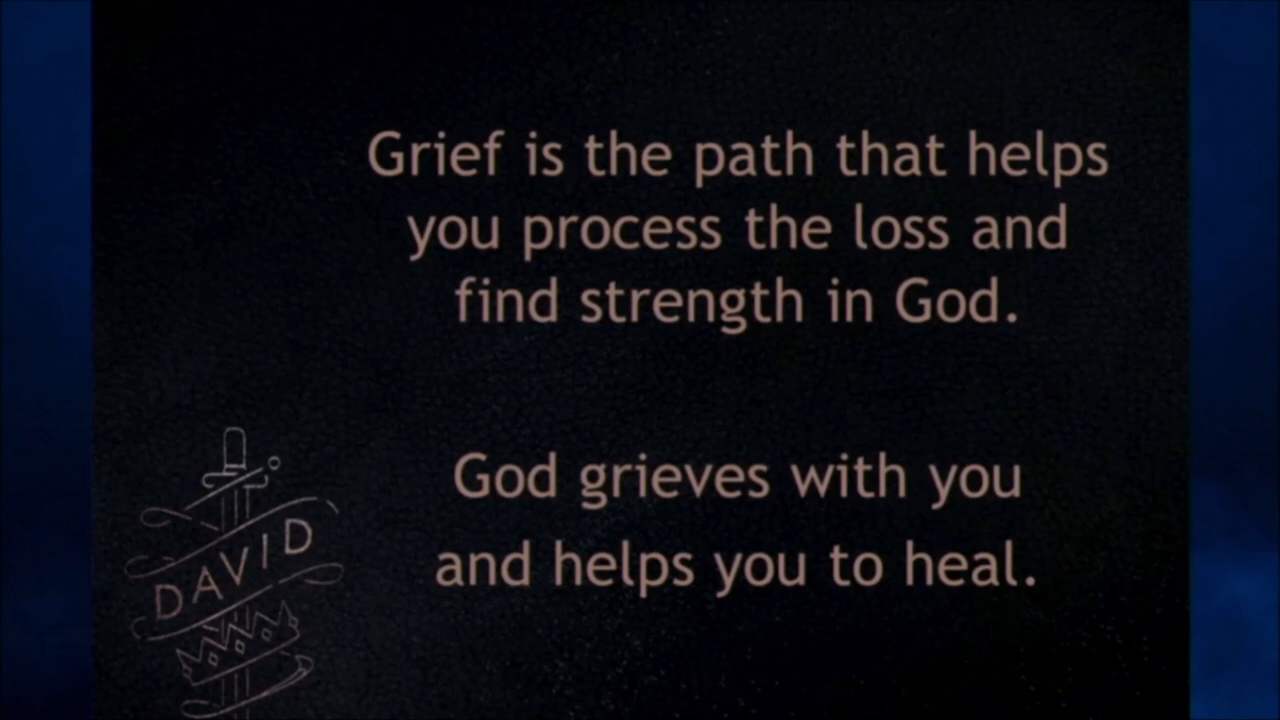 Grief is the path that helps
you process the loss and
find strength in God.
God grieves with you
and helps you to heal.
DAVID